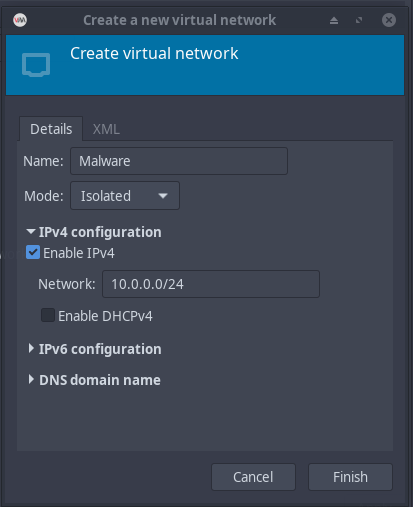 Create a new virtual network
Create virtual network
Details XML
Name: Malware
Mode: Isolated
IPv4 configuration
Enable IPv4
Network: 10.0.0.0/24
Enable DHCPv4
IPv6 configuration
DNS domain name
Cancel Finish